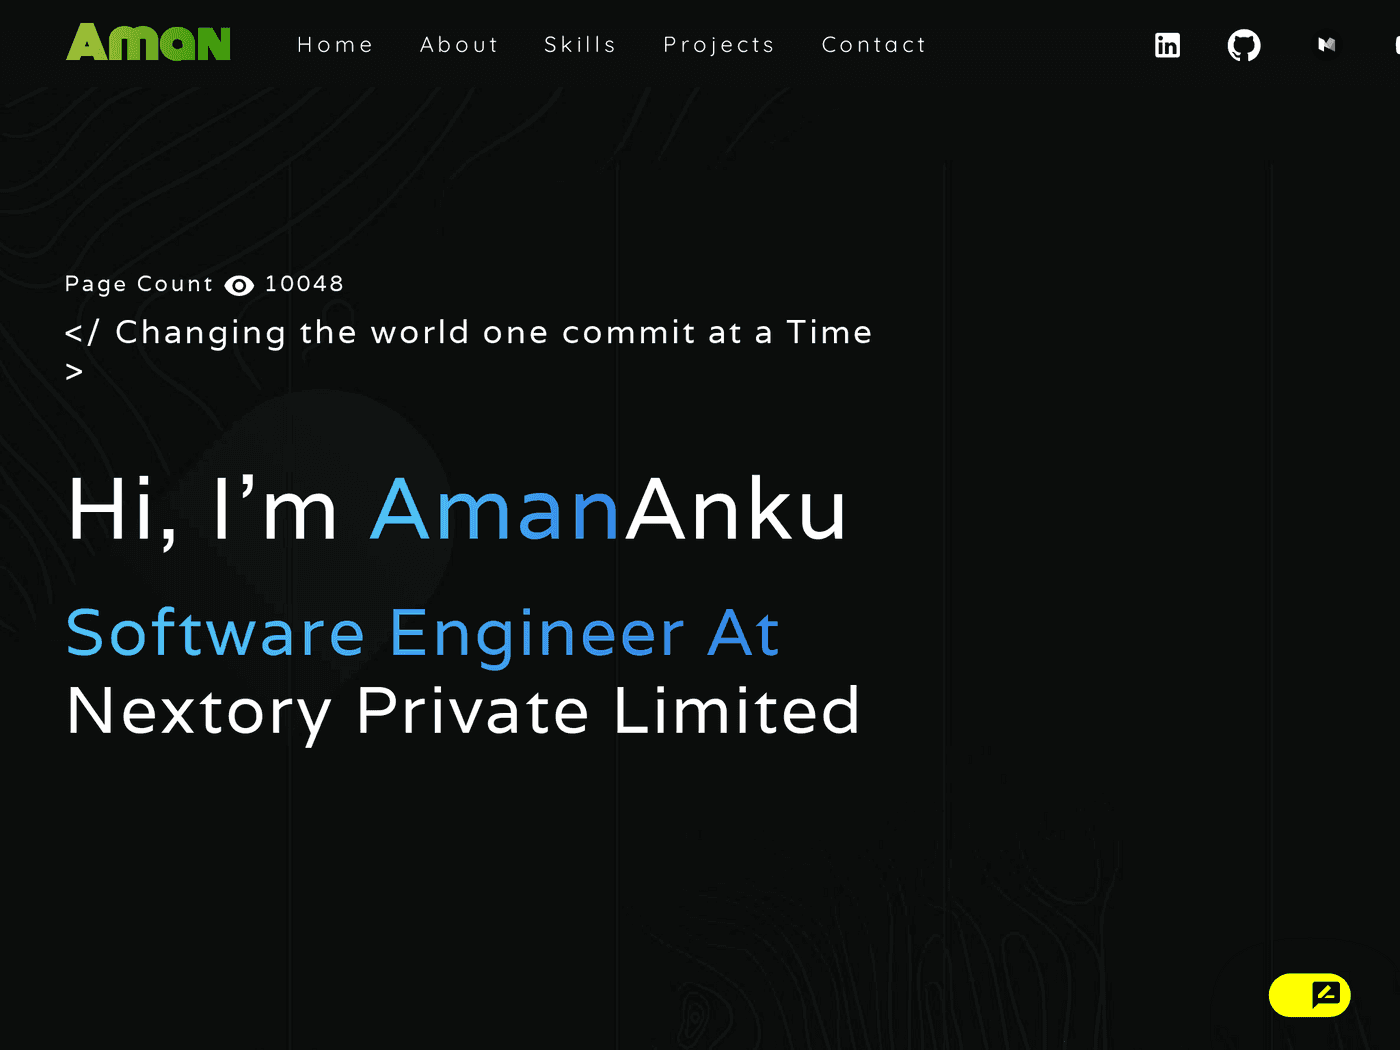 Aman Home About Skills Projects Contact
Page Count 10048
</ Changing the world one commit at a Time
>
Hi, I’m AmanAnku
Software Engineer At
Nextory Private Limited